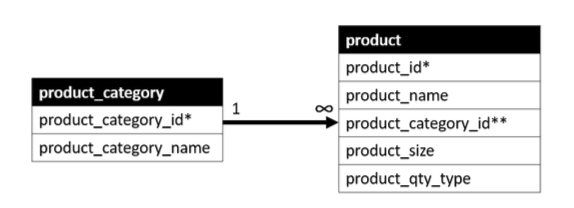 product_category
product_category_id*
product_category_name
1
∞
product
product_id*
product_name
product_category_id**
product_size
product_qty_type